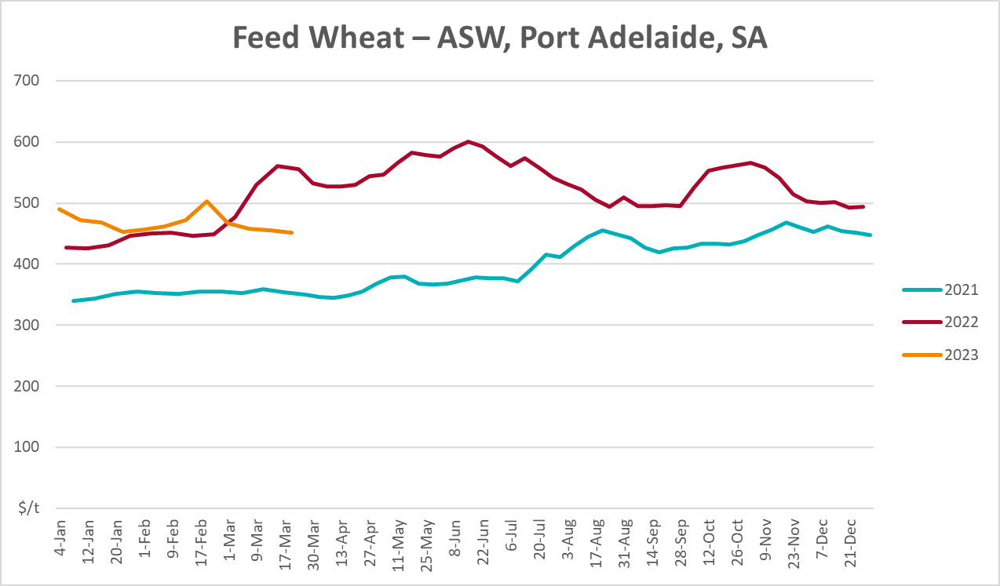 Feed Wheat – ASW, Port Adelaide, SA
700
600
500
400
300
200
100
$/t
4-Jan
12-Jan
20-Jan
1-Feb
9-Feb
17-Feb
1-Mar
9-Mar
17-Mar
30-Mar
13-Apr
27-Apr
11-May
25-May
8-Jun
22-Jun
6-Jul
20-Jul
3-Aug
17-Aug
31-Aug
14-Sep
28-Sep
12-Oct
26-Oct
9-Nov
23-Nov
7-Dec
21-Dec
2021
2022
2023